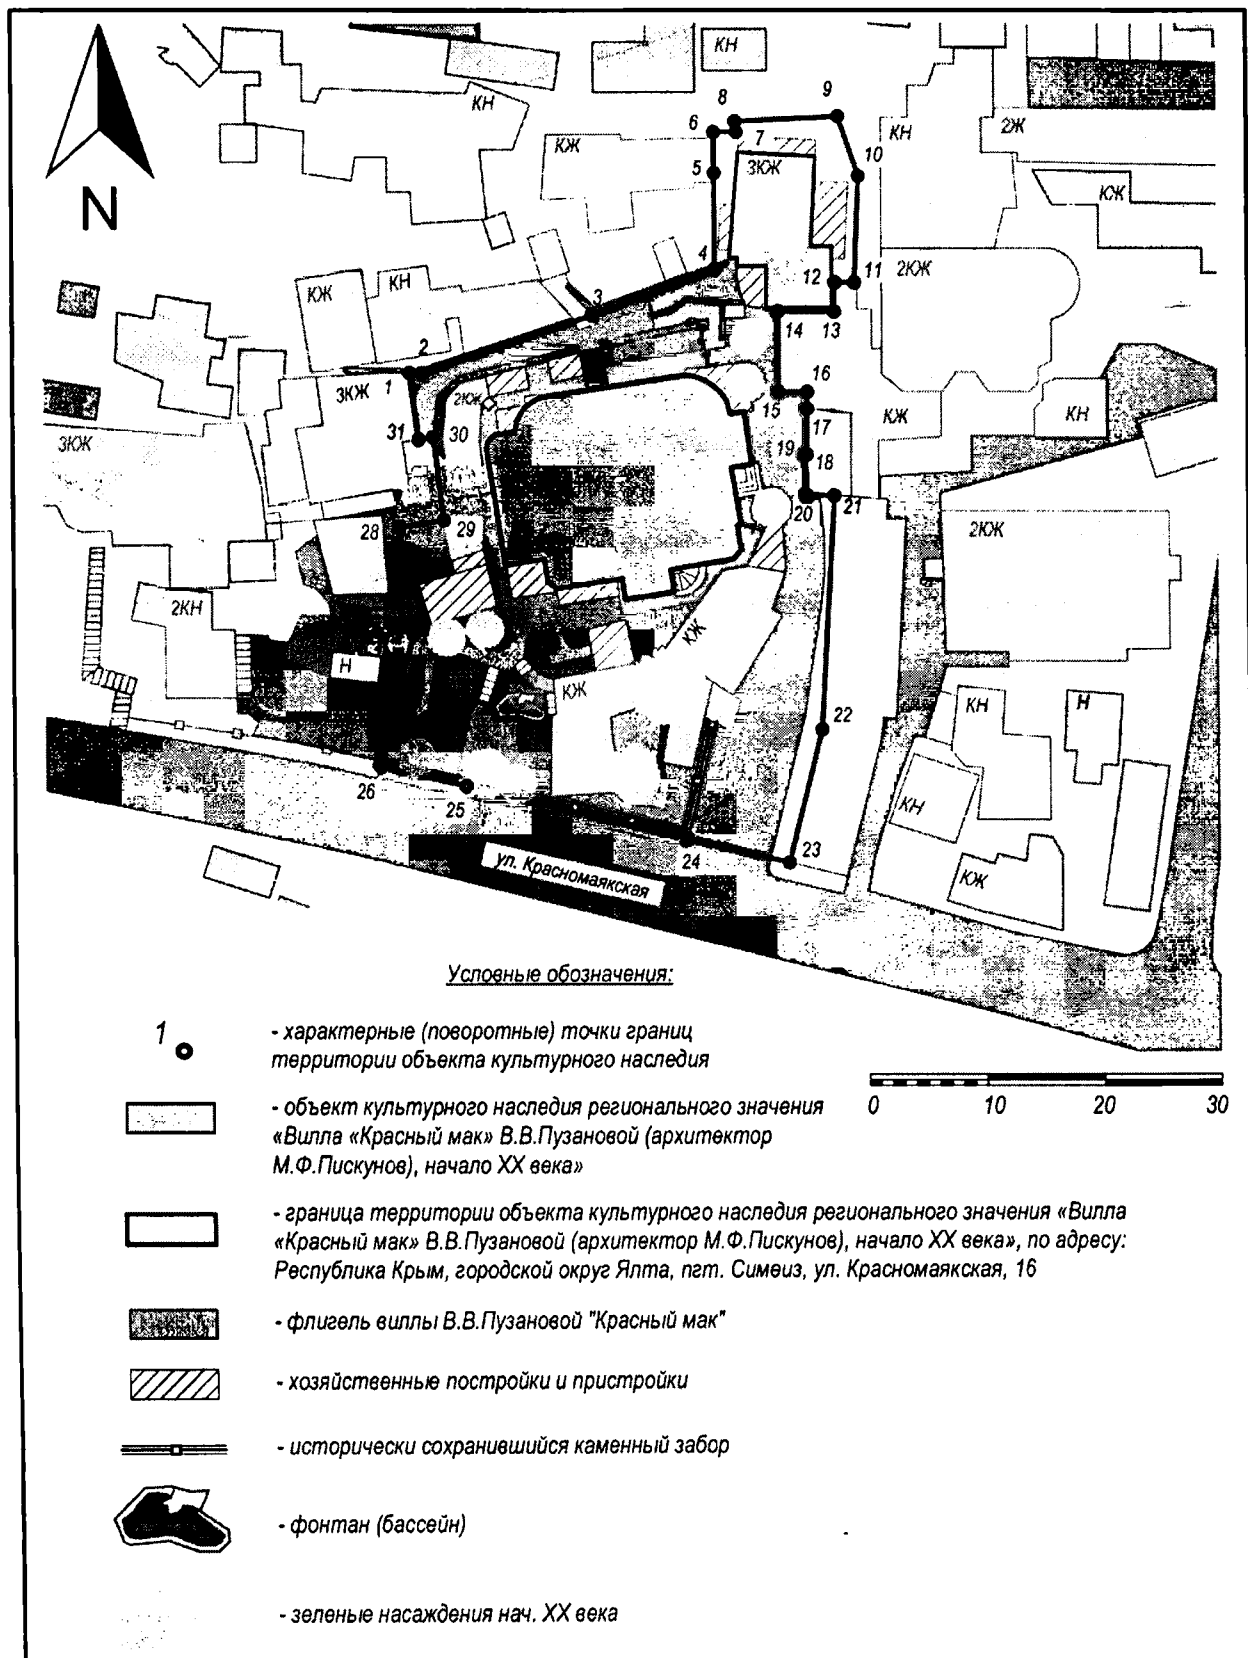 КН
9
8
КН
6
КН
2Ж
КЖ
7
10
5
3КЖ
КЖ
4
11
2КЖ
12
КН
КЖ
3
14
13
2
1
3КЖ
2КЖ
16
15
КЖ
КН
17
31
30
3КЖ
19
18
20
21
28
29
2КЖ
2КН
КЖ
Н
КЖ
22
КН
Н
26
25
КН
24
23
ул. Красномаякская
КЖ
N
Условные обозначения:
1
- характерные (поворотные) точки границ
территории объекта культурного наследия
0 10 20 30
- объект культурного наследия регионального значения
«Вилла «Красный мак» В.В.Пузановой (архитектор
М.Ф.Пискунов), начало XX века»
- граница территории объекта культурного наследия регионального значения «Вилла
«Красный мак» В.В.Пузановой (архитектор М.Ф.Пискунов), начало XX века», по адресу:
Республика Крым, городской округ Ялта, пгт. Симеиз, ул. Красномаякская, 16
- флигель виллы В.В.Пузановой "Красный мак"
- хозяйственные постройки и пристройки
- исторически сохранившийся каменный забор
- фонтан (бассейн)
- зеленые насаждения нач. XX века